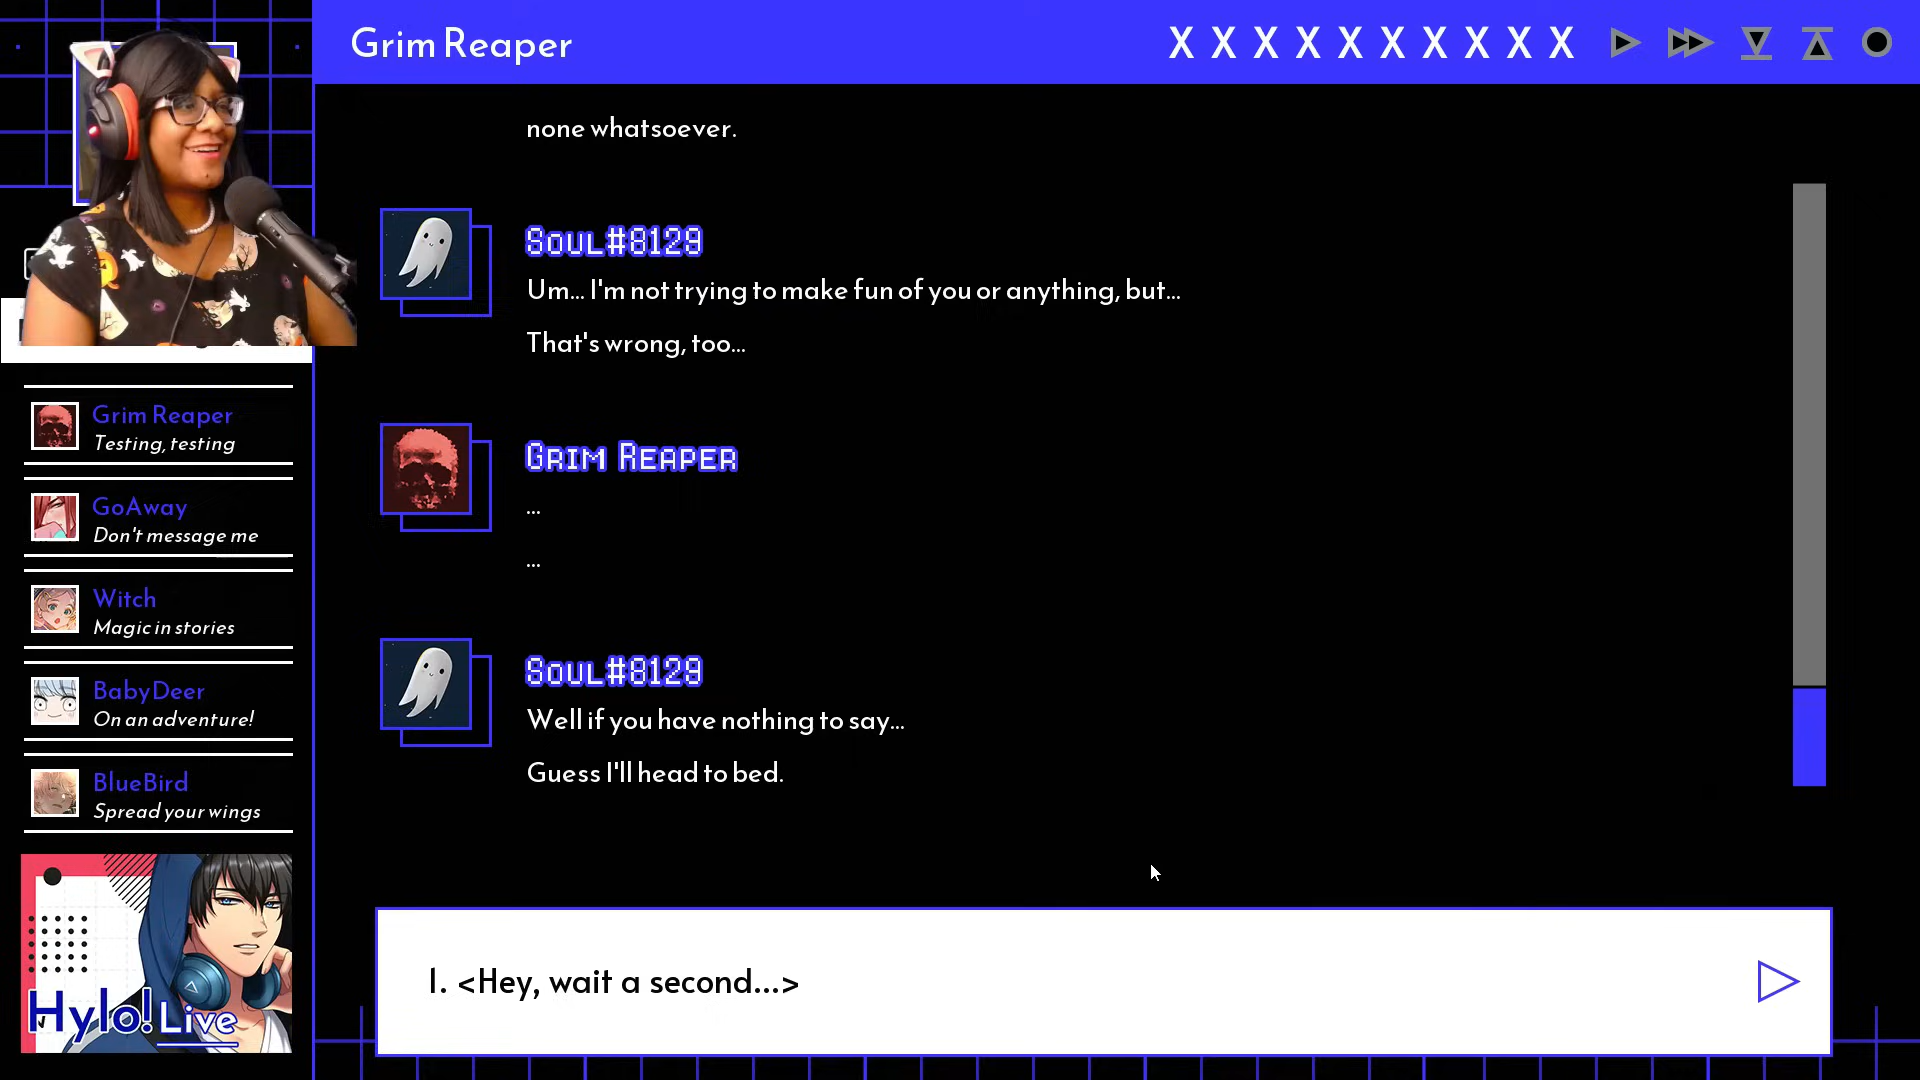 Grim Reaper
X X X X X X X X X X
none whatsoever.
Soul#8129
Um... I'm not trying to make fun of you or anything, but...
That's wrong, too...
Grim Reaper
...
...
Soul#8129
Well if you have nothing to say...
Guess I'll head to bed.
1. <Hey, wait a second...>
Grim Reaper
Testing, testing
GoAway
Don't message me
Witch
Magic in stories
BabyDeer
On an adventure!
BlueBird
Spread your wings
Hylo! Live